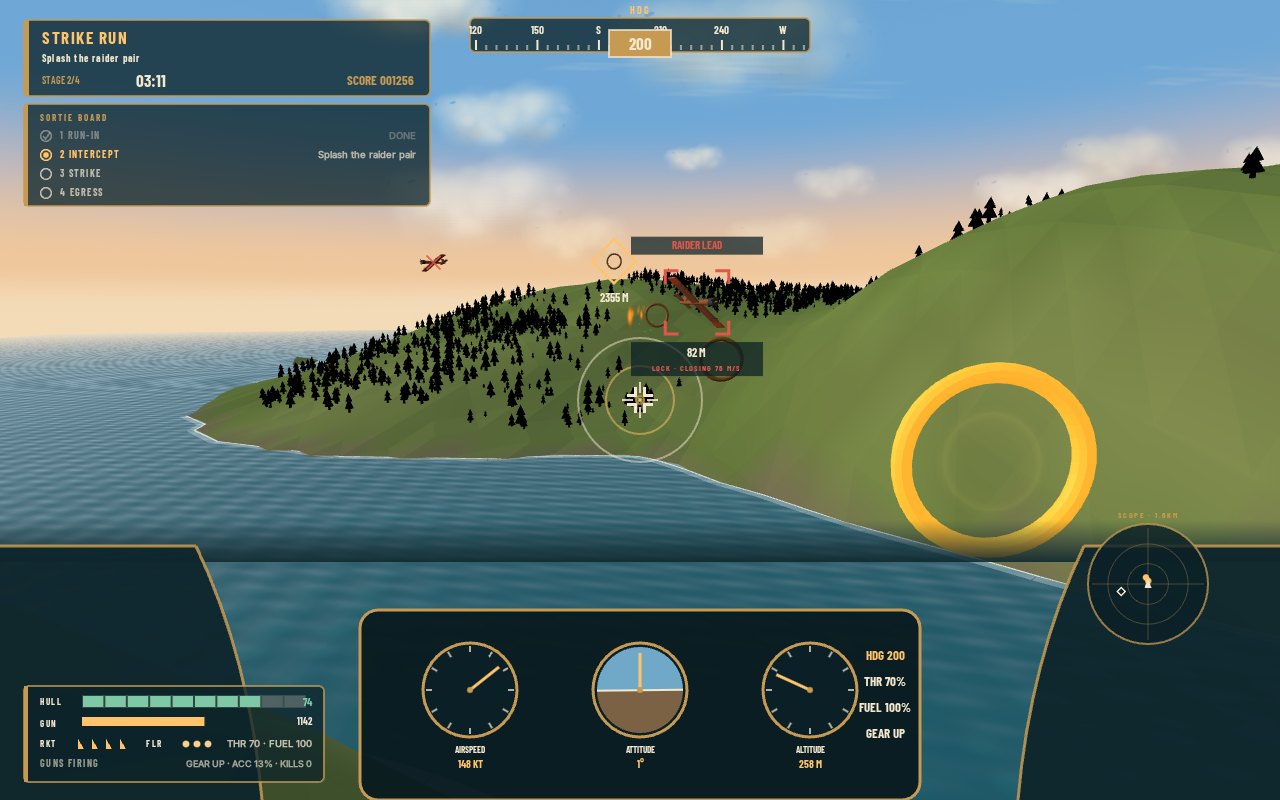 HDG
STRIKE RUN
Splash the raider pair
STAGE 2/4
03:11
SCORE 001256
120
150
S
210
240
W
200
SORTIE BOARD
1 RUN-IN
DONE
2 INTERCEPT
Splash the raider pair
3 STRIKE
4 EGRESS
RAIDER LEAD
2355 M
82 M
LOCK · CLOSING 76 M/S
HULL
74
GUN
1142
RKT
FLR
THR 70 · FUEL 100
GUNS FIRING
GEAR UP · ACC 13% · KILLS 0
AIRSPEED
148 KT
ATTITUDE
1°
ALTITUDE
258 M
HDG 200
THR 70%
FUEL 100%
GEAR UP